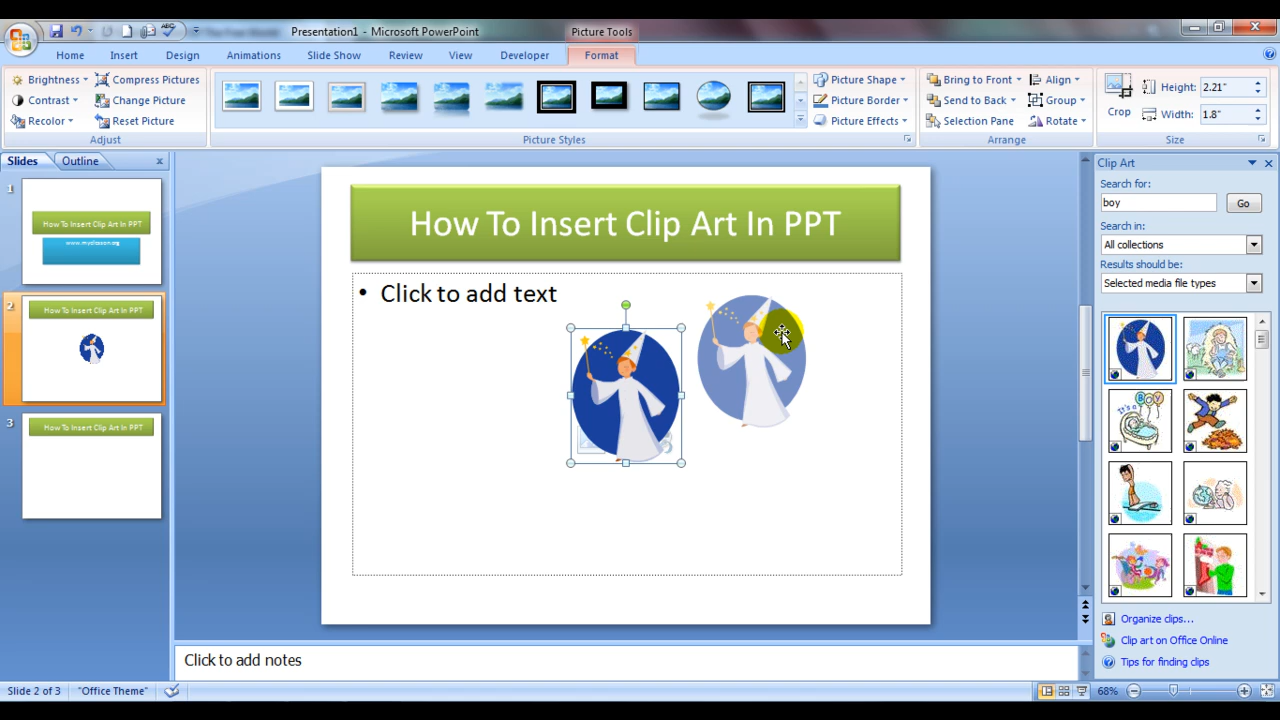 Presentation1 - Microsoft PowerPoint
Picture Tools
Home Insert Design Animations Slide Show Review View Developer Format
Brightness Compress Pictures
Contrast Change Picture
Recolor Reset Picture
Adjust
Picture Styles
Picture Shape
Picture Border
Picture Effects
Bring to Front Align
Send to Back Group
Selection Pane Rotate
Arrange
Crop
Height: 2.21"
Width: 1.8"
Size
Slides Outline
1
How To Insert Clip Art In PPT
2
How To Insert Clip Art In PPT
3
How To Insert Clip Art In PPT
How To Insert Clip Art In PPT
• Click to add text
Click to add notes
Clip Art
Search for:
boy Go
Search in:
All collections
Results should be:
Selected media file types
It's a BOY
Organize clips...
Clip art on Office Online
Tips for finding clips
Slide 2 of 3 "Office Theme" 68%